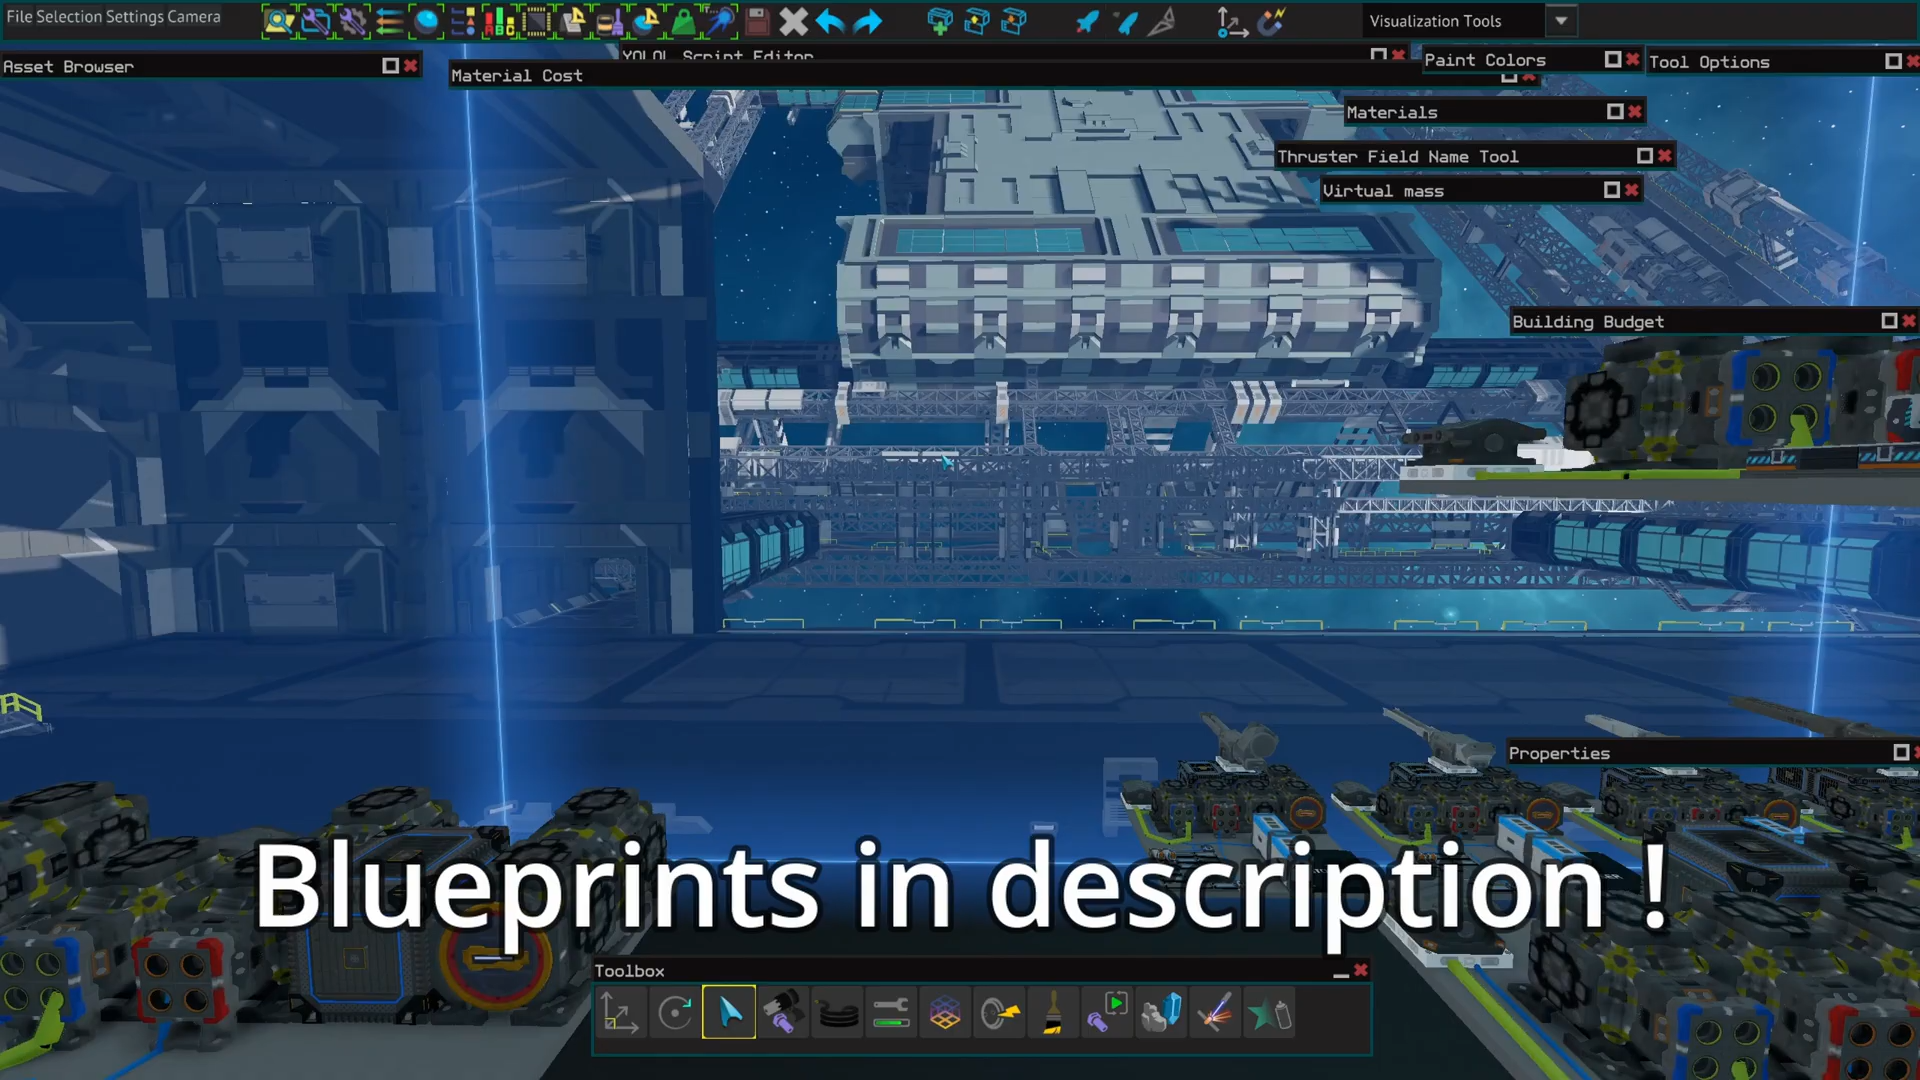 File Selection Settings Camera
Visualization Tools
Asset Browser
YOLOL Script Editor
Material Cost
Paint Colors
Tool Options
Materials
Thruster Field Name Tool
Virtual mass
Building Budget
Properties
Blueprints in description !
Toolbox